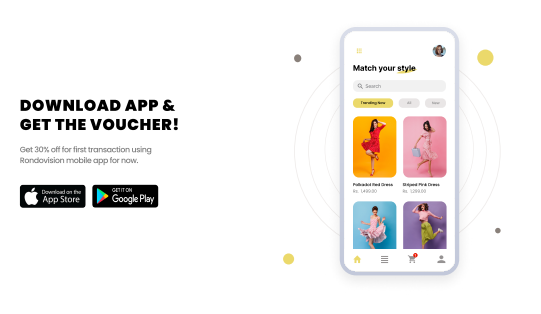 DOWNLOAD APP &
GET THE VOUCHER!
Get 30% off for first transaction using
Rondovision mobile app for now.
Download on the
App Store
GET IT ON
Google Play
Match your style
Search
Trending Now
All
Polkadot Red Dress
Rs. 1,499.00
Striped Pink Dress
Rs. 1,299.00